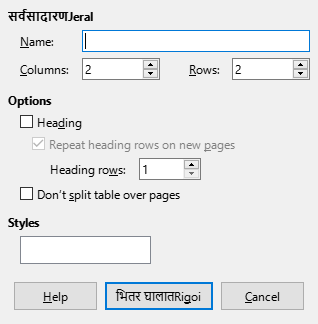 सर्वसादारणJeral
Name:
Columns: 2 Rows: 2
Options
Heading
Repeat heading rows on new pages
Heading rows: 1
Don't split table over pages
Styles
Help भितर घालातRigoi Cancel